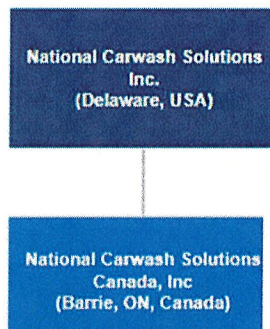 National Carwash Solutions
Inc.
(Delaware, USA)
National Carwash Solutions
Canada, Inc
(Barrie, ON, Canada)